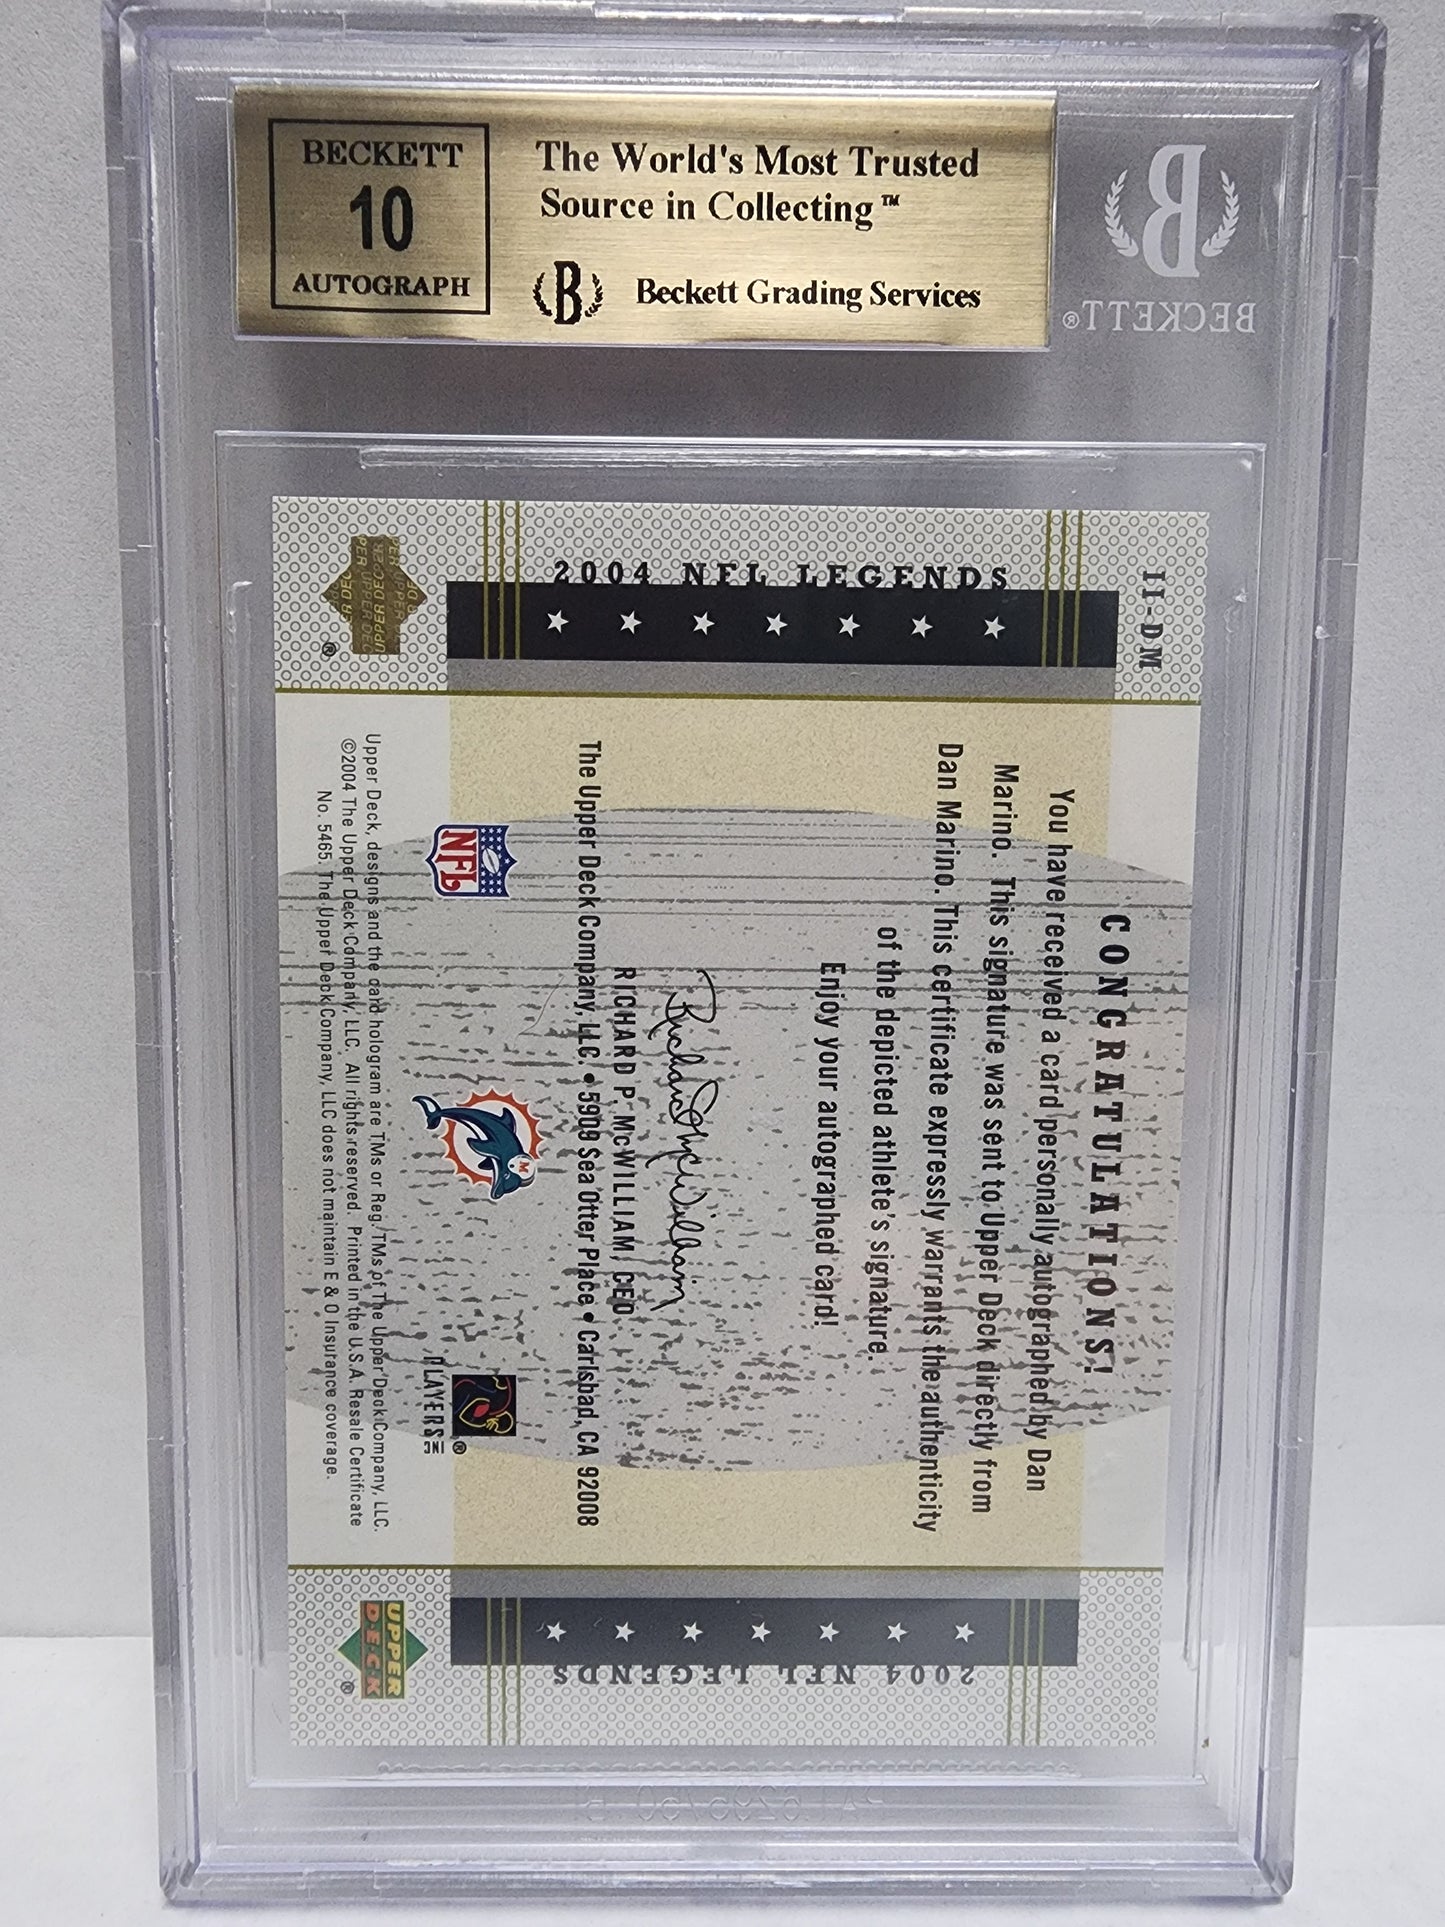 BECKETT
10
AUTOGRAPH
The World's Most Trusted
Source in Collecting™
B
Beckett Grading Services
B
BECKETT®
II-DM
2004 NFL LEGENDS
UPPER DECK
®
CONGRATULATIONS!
You have received a card personally autographed by Dan
Marino. This signature was sent to Upper Deck directly from
Dan Marino. This certificate expressly warrants the authenticity
of the depicted athlete's signature.
Enjoy your autographed card!
Richard P. McWilliam
RICHARD P. McWILLIAM, CEO
The Upper Deck Company, LLC. • 5909 Sea Otter Place • Carlsbad, CA 92008
NFL
M
PLAYERS INC
®
Upper Deck, designs and the card hologram are TMs or Reg. TMs of The Upper Deck Company, LLC.
©2004 The Upper Deck Company, LLC. All rights reserved. Printed in the U.S.A. Resale Certificate
No. 5465. The Upper Deck Company, LLC does not maintain E & O Insurance coverage.
2004 NFL LEGENDS
UPPER
DECK
®